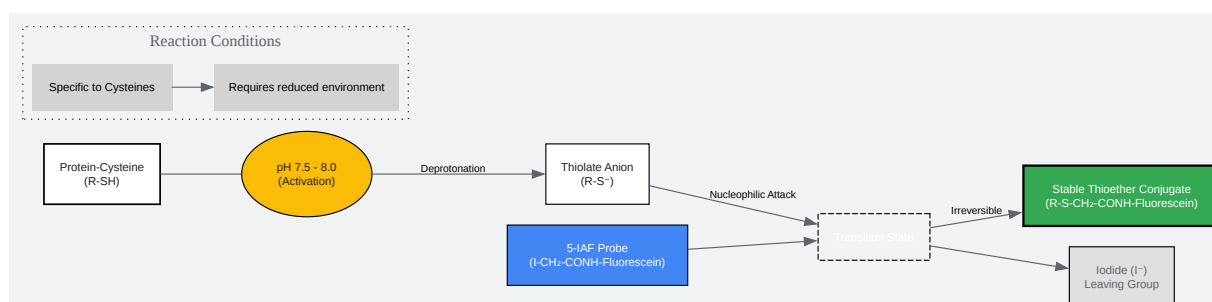 Reaction Conditions
Specific to Cysteines
Requires reduced environment
Protein-Cysteine
(R-SH)
pH 7.5 - 8.0
(Activation)
Deprotonation
Thiolate Anion
(R-S⁻)
Nucleophilic Attack
5-IAF Probe
(I-CH₂-CONH-Fluorescein)
Transition State
Irreversible
Stable Thioether Conjugate
(R-S-CH₂-CONH-Fluorescein)
Iodide (I⁻)
Leaving Group